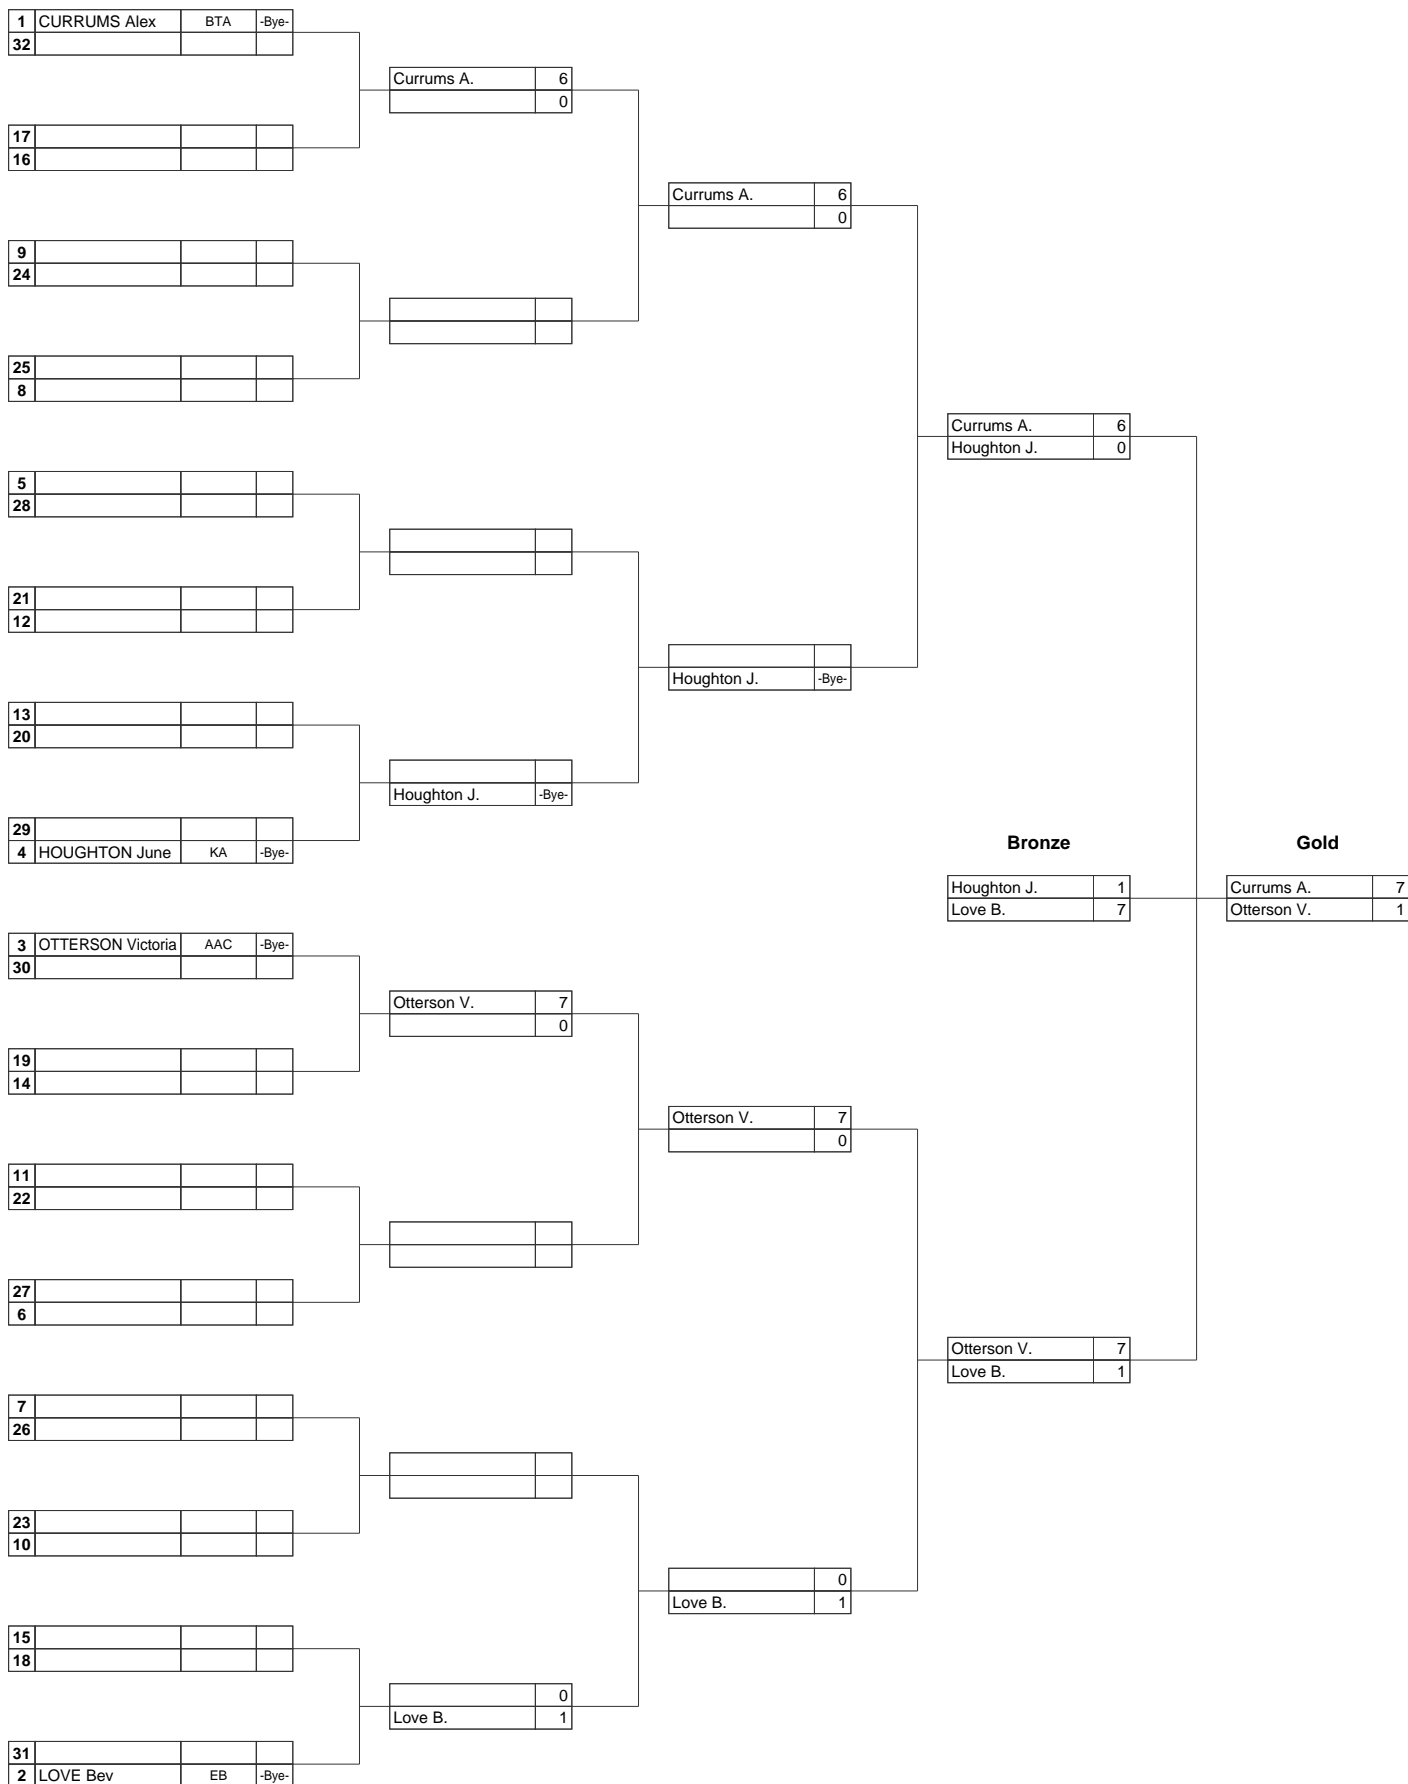 1 CURRUMS Alex BTA -Bye-
32
Currums A. 6
0
17
16
Currums A. 6
0
9
24
25
8
Currums A. 6
Houghton J. 0
5
28
21
12
Houghton J. -Bye-
13
20
Houghton J. -Bye-
29
4 HOUGHTON June KA -Bye-
Bronze Gold
Houghton J. 1 Currums A. 7
Love B. 7 Otterson V. 1
3 OTTERSON Victoria AAC -Bye-
30
Otterson V. 7
0
19
14
Otterson V. 7
0
11
22
27
6
Otterson V. 7
Love B. 1
7
26
23
10
0
Love B. 1
15
18
0
Love B. 1
31
2 LOVE Bev EB -Bye-